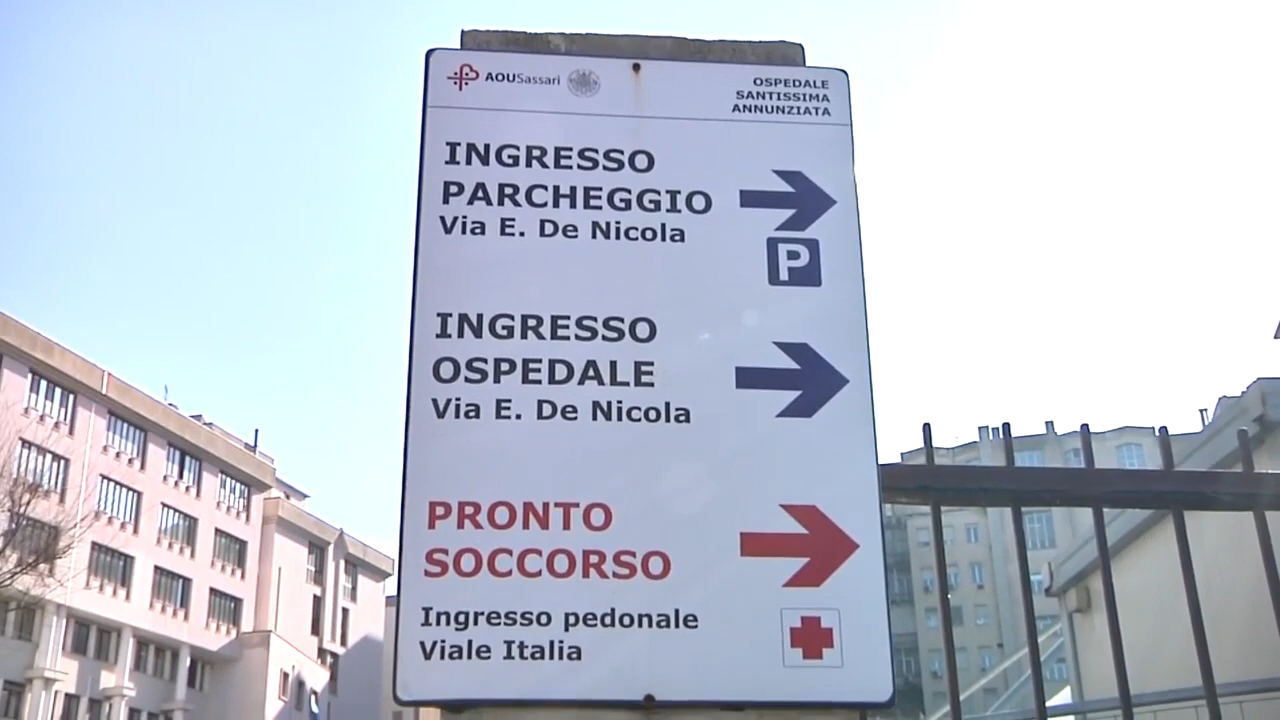 AOUSassari
OSPEDALE
SANTISSIMA
ANNUNZIATA
INGRESSO
PARCHEGGIO
Via E. De Nicola
P
INGRESSO
OSPEDALE
Via E. De Nicola
PRONTO
SOCCORSO
Ingresso pedonale
Viale Italia